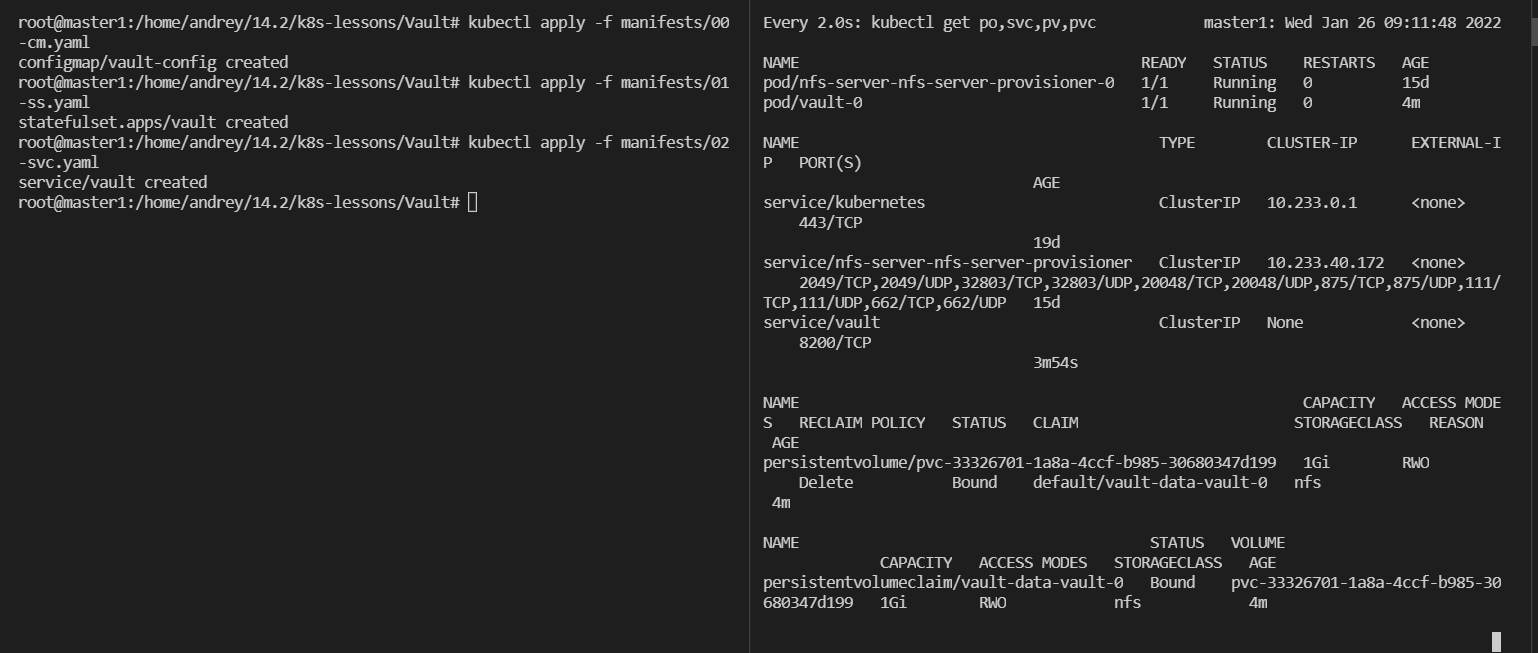 root@master1:/home/andrey/14.2/k8s-lessons/Vault# kubectl apply -f manifests/00
-cm.yaml
configmap/vault-config created
root@master1:/home/andrey/14.2/k8s-lessons/Vault# kubectl apply -f manifests/01
-ss.yaml
statefulset.apps/vault created
root@master1:/home/andrey/14.2/k8s-lessons/Vault# kubectl apply -f manifests/02
-svc.yaml
service/vault created
root@master1:/home/andrey/14.2/k8s-lessons/Vault#
Every 2.0s: kubectl get po,svc,pv,pvc master1: Wed Jan 26 09:11:48 2022
NAME READY STATUS RESTARTS AGE
pod/nfs-server-nfs-server-provisioner-0 1/1 Running 0 15d
pod/vault-0 1/1 Running 0 4m
NAME TYPE CLUSTER-IP EXTERNAL-I
P PORT(S)
AGE
service/kubernetes ClusterIP 10.233.0.1 <none>
443/TCP
19d
service/nfs-server-nfs-server-provisioner ClusterIP 10.233.40.172 <none>
2049/TCP,2049/UDP,32803/TCP,32803/UDP,20048/TCP,20048/UDP,875/TCP,875/UDP,111/
TCP,111/UDP,662/TCP,662/UDP 15d
service/vault ClusterIP None <none>
8200/TCP
3m54s
NAME CAPACITY ACCESS MODE
S RECLAIM POLICY STATUS CLAIM STORAGECLASS REASON
AGE
persistentvolume/pvc-33326701-1a8a-4ccf-b985-30680347d199 1Gi RWO
Delete Bound default/vault-data-vault-0 nfs
4m
NAME STATUS VOLUME
CAPACITY ACCESS MODES STORAGECLASS AGE
persistentvolumeclaim/vault-data-vault-0 Bound pvc-33326701-1a8a-4ccf-b985-30
680347d199 1Gi RWO nfs 4m